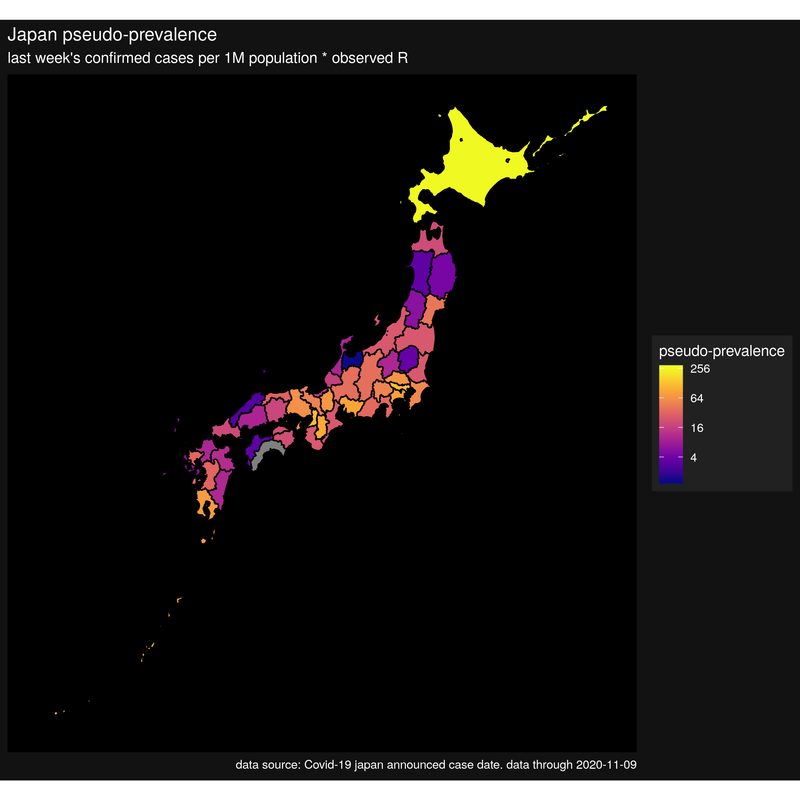 Japan pseudo-prevalence
last week's confirmed cases per 1M population * observed R
pseudo-prevalence
256
64
16
4
data source: Covid-19 japan announced case date. data through 2020-11-09